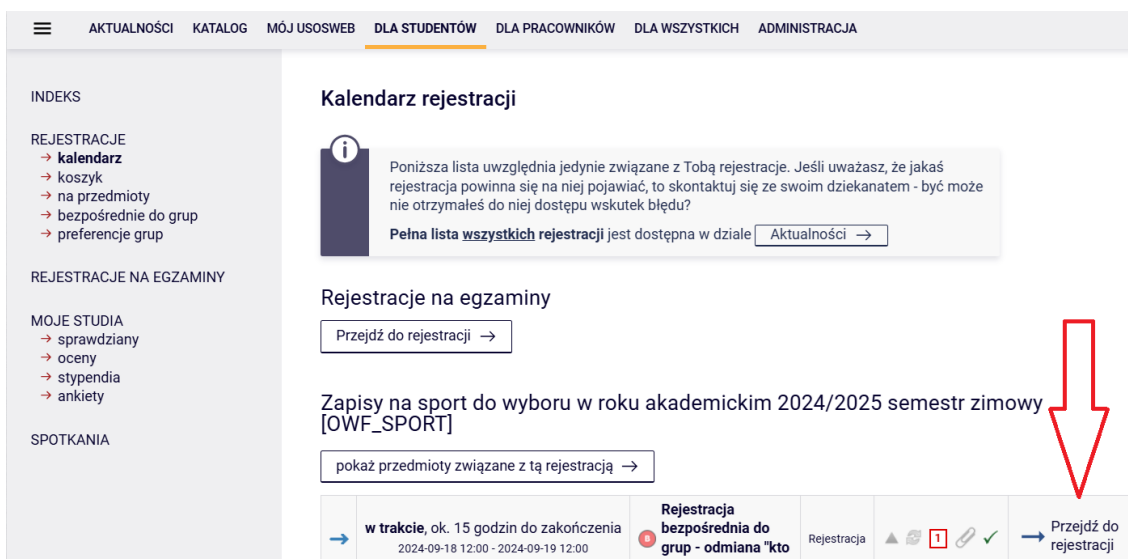 AKTUALNOŚCI KATALOG MÓJ USOSWEB DLA STUDENTÓW DLA PRACOWNIKÓW DLA WSZYSTKICH ADMINISTRACJA
INDEKS
REJESTRACJE
→ kalendarz
→ koszyk
→ na przedmioty
→ bezpośrednie do grup
→ preferencje grup
REJESTRACJE NA EGZAMINY
MOJE STUDIA
→ sprawdziany
→ oceny
→ stypendia
→ ankiety
SPOTKANIA
Kalendarz rejestracji
Poniższa lista uwzględnia jedynie związane z Tobą rejestracje. Jeśli uważasz, że jakaś
rejestracja powinna się na niej pojawiać, to skontaktuj się ze swoim dziekanatem - być może
nie otrzymałeś do niej dostępu wskutek błędu?
Pełna lista wszystkich rejestracji jest dostępna w dziale Aktualności →
Rejestracje na egzaminy
Przejdź do rejestracji →
Zapisy na sport do wyboru w roku akademickim 2024/2025 semestr zimowy
[OWF_SPORT]
pokaż przedmioty związane z tą rejestracją →
→ w trakcie, ok. 15 godzin do zakończenia
2024-09-18 12:00 - 2024-09-19 12:00
B
Rejestracja
bezpośrednia do
grup - odmiana "kto
Rejestracja
1
→ Przejdź do
rejestracji